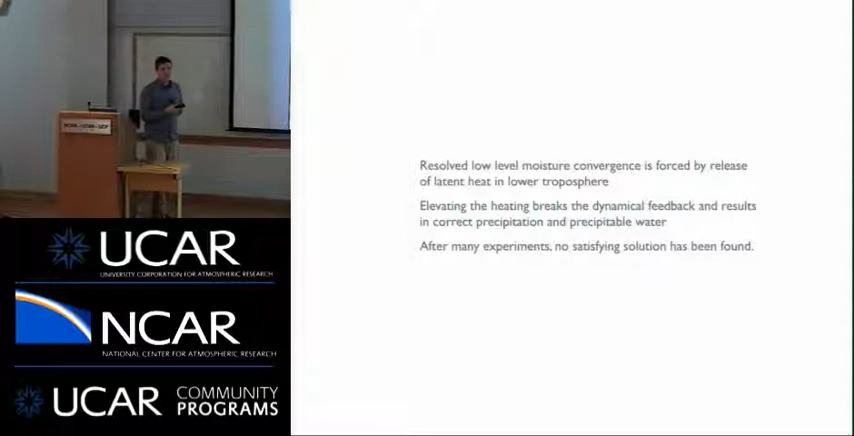 Resolved low level moisture convergence is forced by release
of latent heat in lower troposphere
Elevating the heating breaks the dynamical feedback and results
in correct precipitation and precipitable water
After many experiments, no satisfying solution has been found.
UCAR
UNIVERSITY CORPORATION FOR ATMOSPHERIC RESEARCH
NCAR
NATIONAL CENTER FOR ATMOSPHERIC RESEARCH
UCAR COMMUNITY
PROGRAMS